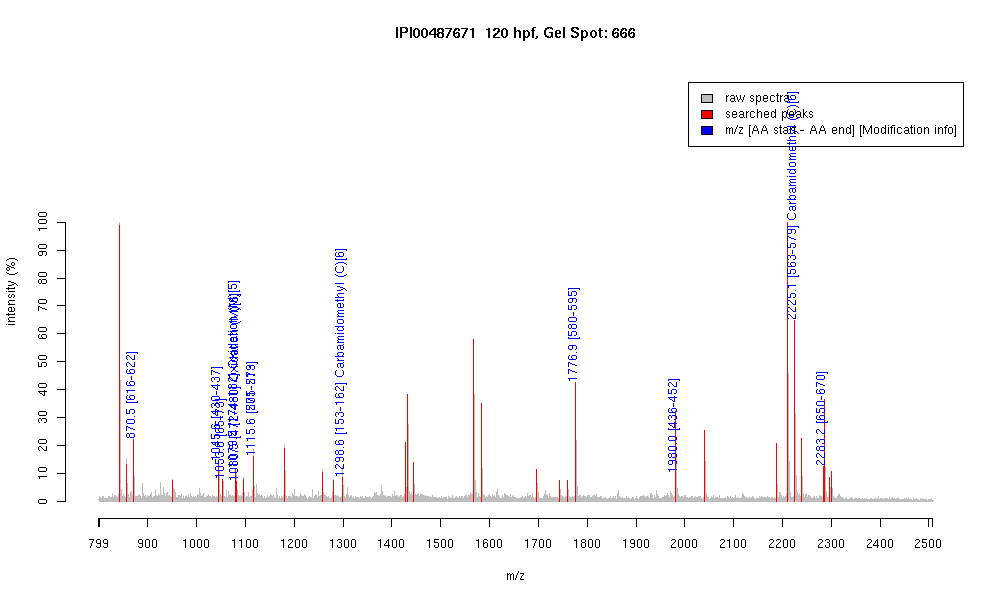 IPI00487671 120 hpf, Gel Spot: 666
raw spectra
searched peaks
m/z [AA start - AA end] [Modification info]
intensity (%)
100
90
80
70
60
50
40
30
20
10
0
870.5 [616-622]
1045.6 [430-437]
1115.6
1298.6 [153-162] Carbamidomethyl (C)[6]
1776.9 [580-595]
1980.0 [436-452]
2225.1 [563-579] Carbamidomethyl (C)[6]
2283.2 [650-670]
799 900 1000 1100 1200 1300 1400 1500 1600 1700 1800 1900 2000 2100 2200 2300 2400 2500
m/z